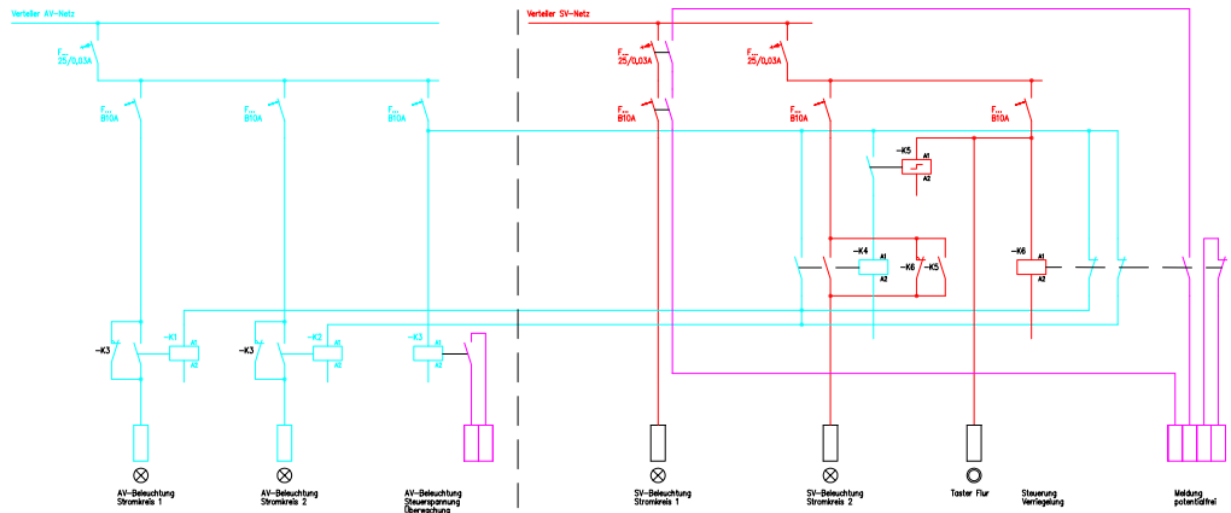 Verteiler AV-Netz
Verteiler SV-Netz
F...
25/0,03A
F...
25/0,03A
F...
25/0,03A
F...
B10A
F...
B10A
F...
B10A
F...
B10A
F...
B10A
F...
B10A
-K5
A1
A2
-K4
A1
A2
-K6
-K5
-K6
A1
A2
-K3
-K1
A1
A2
-K3
-K2
A1
A2
-K3
A1
A2
AV-Beleuchtung
Stromkreis 1
AV-Beleuchtung
Stromkreis 2
AV-Beleuchtung
Steuerspannung
Überwachung
SV-Beleuchtung
Stromkreis 1
SV-Beleuchtung
Stromkreis 2
Taster Flur
Steuerung
Verriegelung
Meldung
potentialfrei